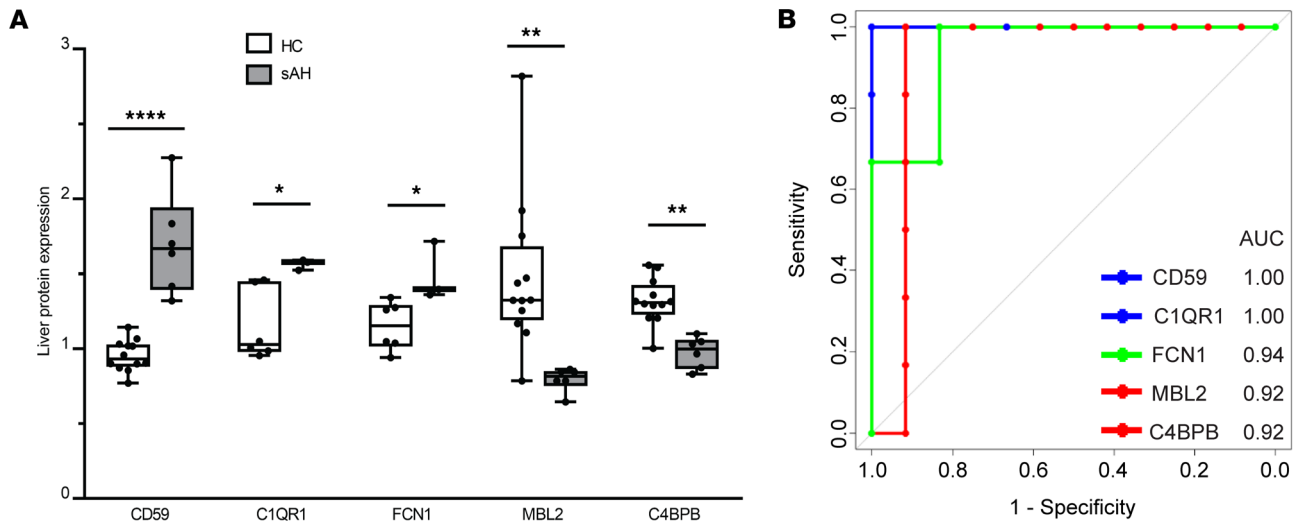 A
HC
sAH
****
*
*
**
**
Liver protein expression
3
2
1
0
CD59
C1QR1
FCN1
MBL2
C4BPB
B
Sensitivity
1.0
0.8
0.6
0.4
0.2
0.0
AUC
CD59 1.00
C1QR1 1.00
FCN1 0.94
MBL2 0.92
C4BPB 0.92
1.0 0.8 0.6 0.4 0.2 0.0
1 - Specificity